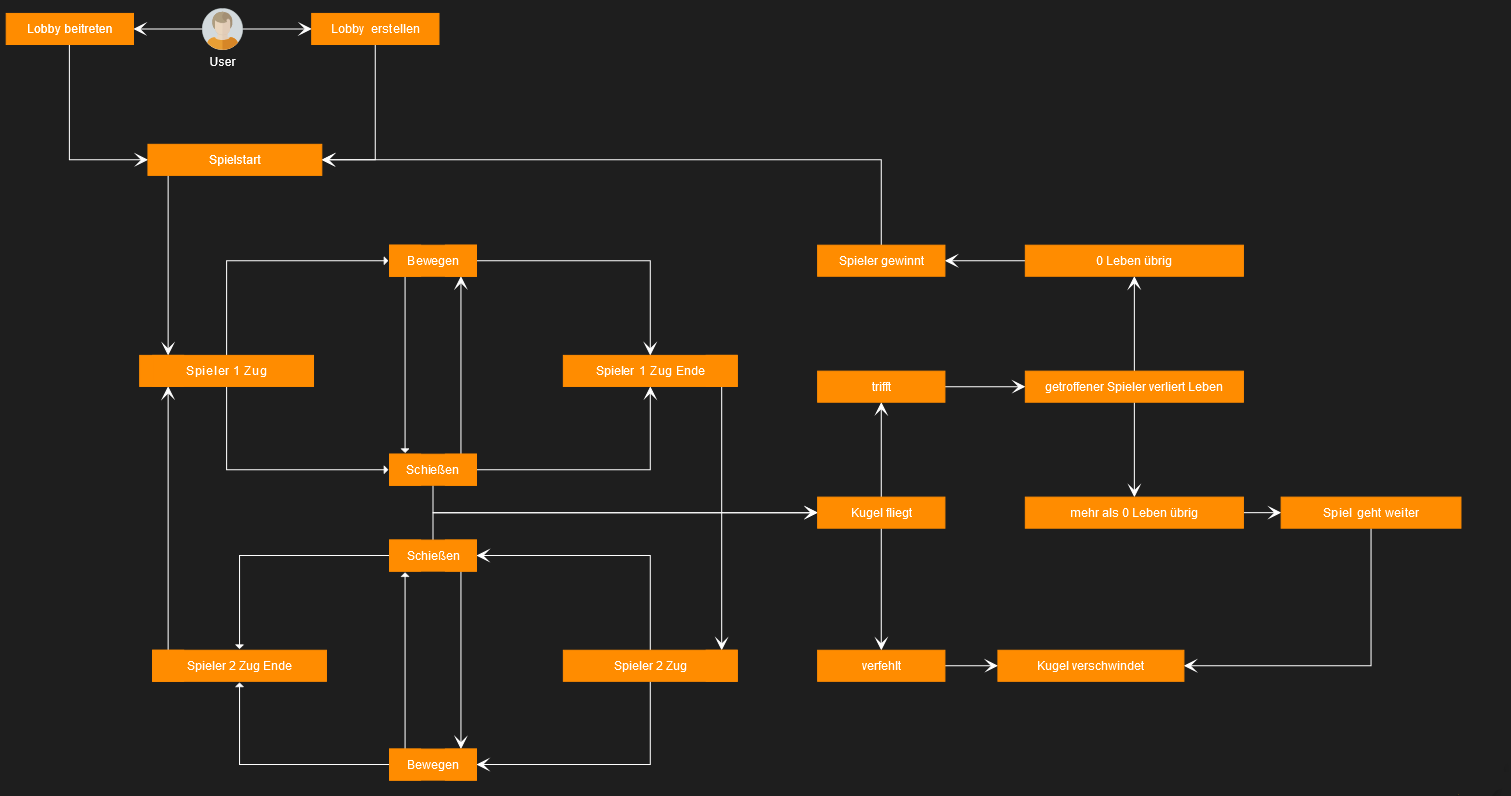 Lobby beitreten
Lobby erstellen
User
Spielstart
Bewegen
Spieler gewinnt
0 Leben übrig
Spieler 1 Zug
Spieler 1 Zug Ende
trifft
getroffener Spieler verliert Leben
Schießen
Kugel fliegt
mehr als 0 Leben übrig
Spiel geht weiter
Schießen
Spieler 2 Zug Ende
Spieler 2 Zug
verfehlt
Kugel verschwindet
Bewegen